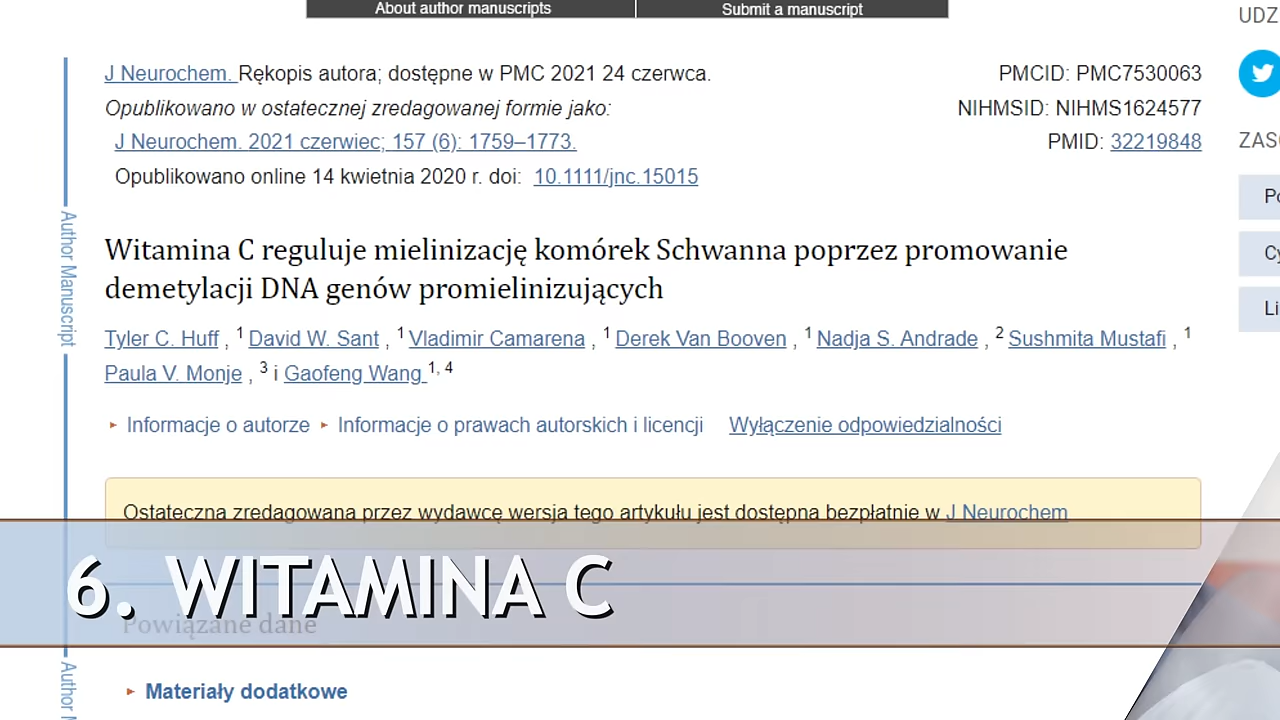 About author manuscripts
Submit a manuscript
UDZ
J Neurochem. Rękopis autora; dostępne w PMC 2021 24 czerwca.
PMCID: PMC7530063
Opublikowano w ostatecznej zredagowanej formie jako:
NIHMSID: NIHMS1624577
J Neurochem. 2021 czerwiec; 157 (6): 1759–1773.
PMID: 32219848
Opublikowano online 14 kwietnia 2020 r. doi: 10.1111/jnc.15015
Author Manuscript
Witamina C reguluje mielinizację komórek Schwanna poprzez promowanie
demetylacji DNA genów promielinizujących
Tyler C. Huff , 1 David W. Sant , 1 Vladimir Camarena , 1 Derek Van Booven , 1 Nadja S. Andrade , 2 Sushmita Mustafi , 1
Paula V. Monje , 3 i Gaofeng Wang 1, 4
▸ Informacje o autorze ▸ Informacje o prawach autorskich i licencji Wyłączenie odpowiedzialności
Ostateczna zredagowana przez wydawcę wersja tego artykułu jest dostępna bezpłatnie w J Neurochem
6. WITAMINA C
Powiązane dane
▸ Materiały dodatkowe
Author